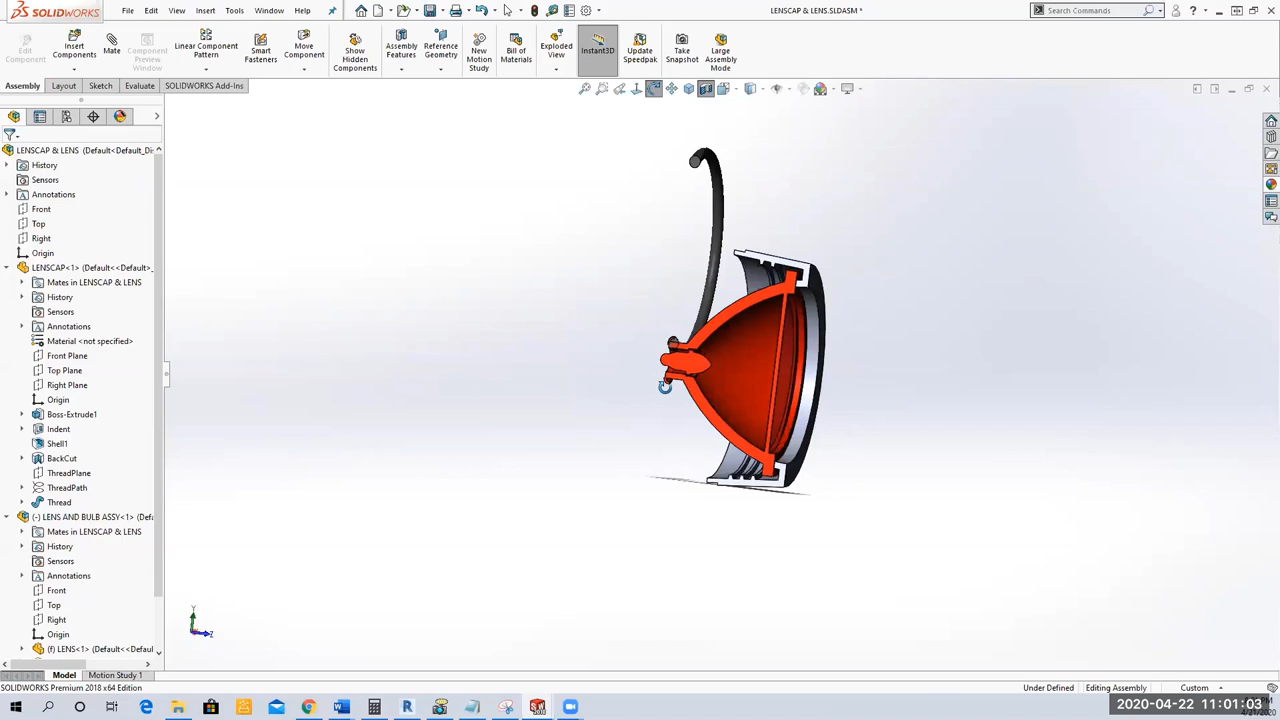 SOLIDWORKS
File
Edit
View
Insert
Tools
Window
Help
LENSCAP & LENS.SLDASM *
Search Commands
Edit Component
Insert Components
Mate
Component Preview Window
Linear Component Pattern
Smart Fasteners
Move Component
Show Hidden Components
Assembly Features
Reference Geometry
New Motion Study
Bill of Materials
Exploded View
Instant3D
Update Speedpak
Take Snapshot
Large Assembly Mode
Assembly
Layout
Sketch
Evaluate
SOLIDWORKS Add-Ins
LENSCAP & LENS (Default<Default_Di
History
Sensors
Annotations
Front
Top
Right
Origin
LENSCAP<1> (Default<<Default>_
Mates in LENSCAP & LENS
History
Sensors
Annotations
Material <not specified>
Front Plane
Top Plane
Right Plane
Origin
Boss-Extrude1
Indent
Shell1
BackCut
ThreadPlane
ThreadPath
Thread
(-) LENS AND BULB ASSY<1> (Def
Mates in LENSCAP & LENS
History
Sensors
Annotations
Front
Top
Right
Origin
(f) LENS<1> (Default<<Defaul
Y
Z
Model
Motion Study 1
SOLIDWORKS Premium 2018 x64 Edition
Under Defined
Editing Assembly
Custom
2020-04-22 11:01:03
4/21/2020